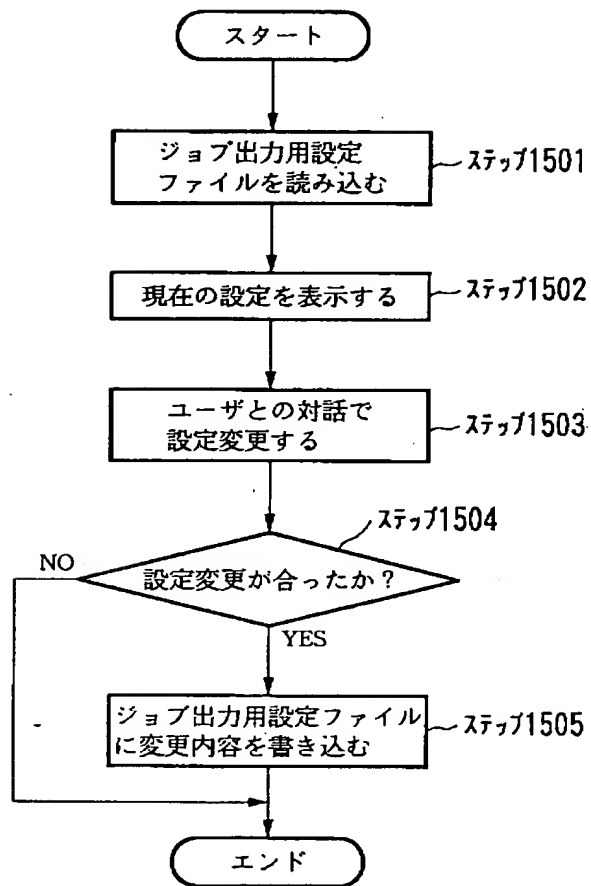 スタート
ジョブ出力用設定
ファイルを読み込む
ステップ1501
現在の設定を表示する
ステップ1502
ユーザとの対話で
設定変更する
ステップ1503
ステップ1504
NO
設定変更が合ったか?
YES
ジョブ出力用設定ファイル
に変更内容を書き込む
ステップ1505
エンド